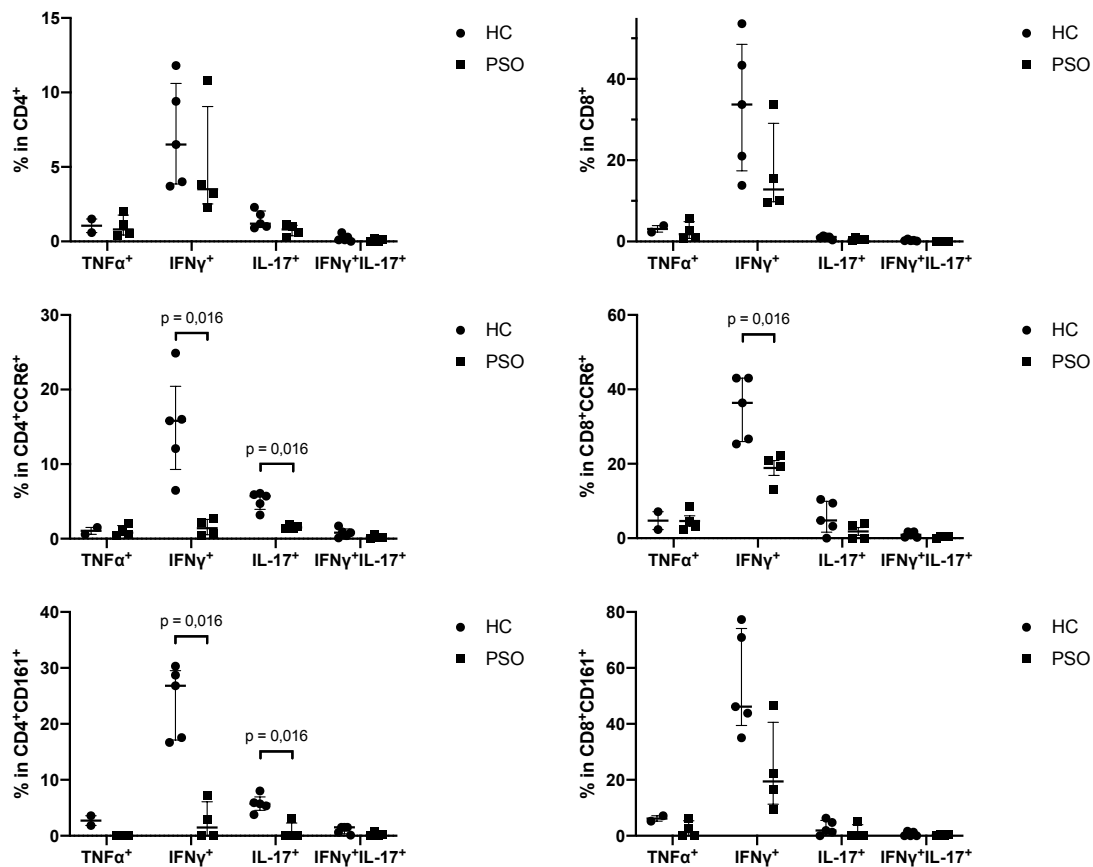 % in CD4⁺
15
10
5
0
TNFα⁺ IFNγ⁺ IL-17⁺ IFNγ⁺IL-17⁺
HC
PSO
% in CD8⁺
40
20
0
TNFα⁺ IFNγ⁺ IL-17⁺ IFNγ⁺IL-17⁺
HC
PSO
% in CD4⁺CCR6⁺
30
20
10
0
p = 0,016
p = 0,016
TNFα⁺ IFNγ⁺ IL-17⁺ IFNγ⁺IL-17⁺
HC
PSO
% in CD8⁺CCR6⁺
60
40
20
0
p = 0,016
TNFα⁺ IFNγ⁺ IL-17⁺ IFNγ⁺IL-17⁺
HC
PSO
% in CD4⁺CD161⁺
40
30
20
10
0
p = 0,016
p = 0,016
TNFα⁺ IFNγ⁺ IL-17⁺ IFNγ⁺IL-17⁺
HC
PSO
% in CD8⁺CD161⁺
80
60
40
20
0
TNFα⁺ IFNγ⁺ IL-17⁺ IFNγ⁺IL-17⁺
HC
PSO